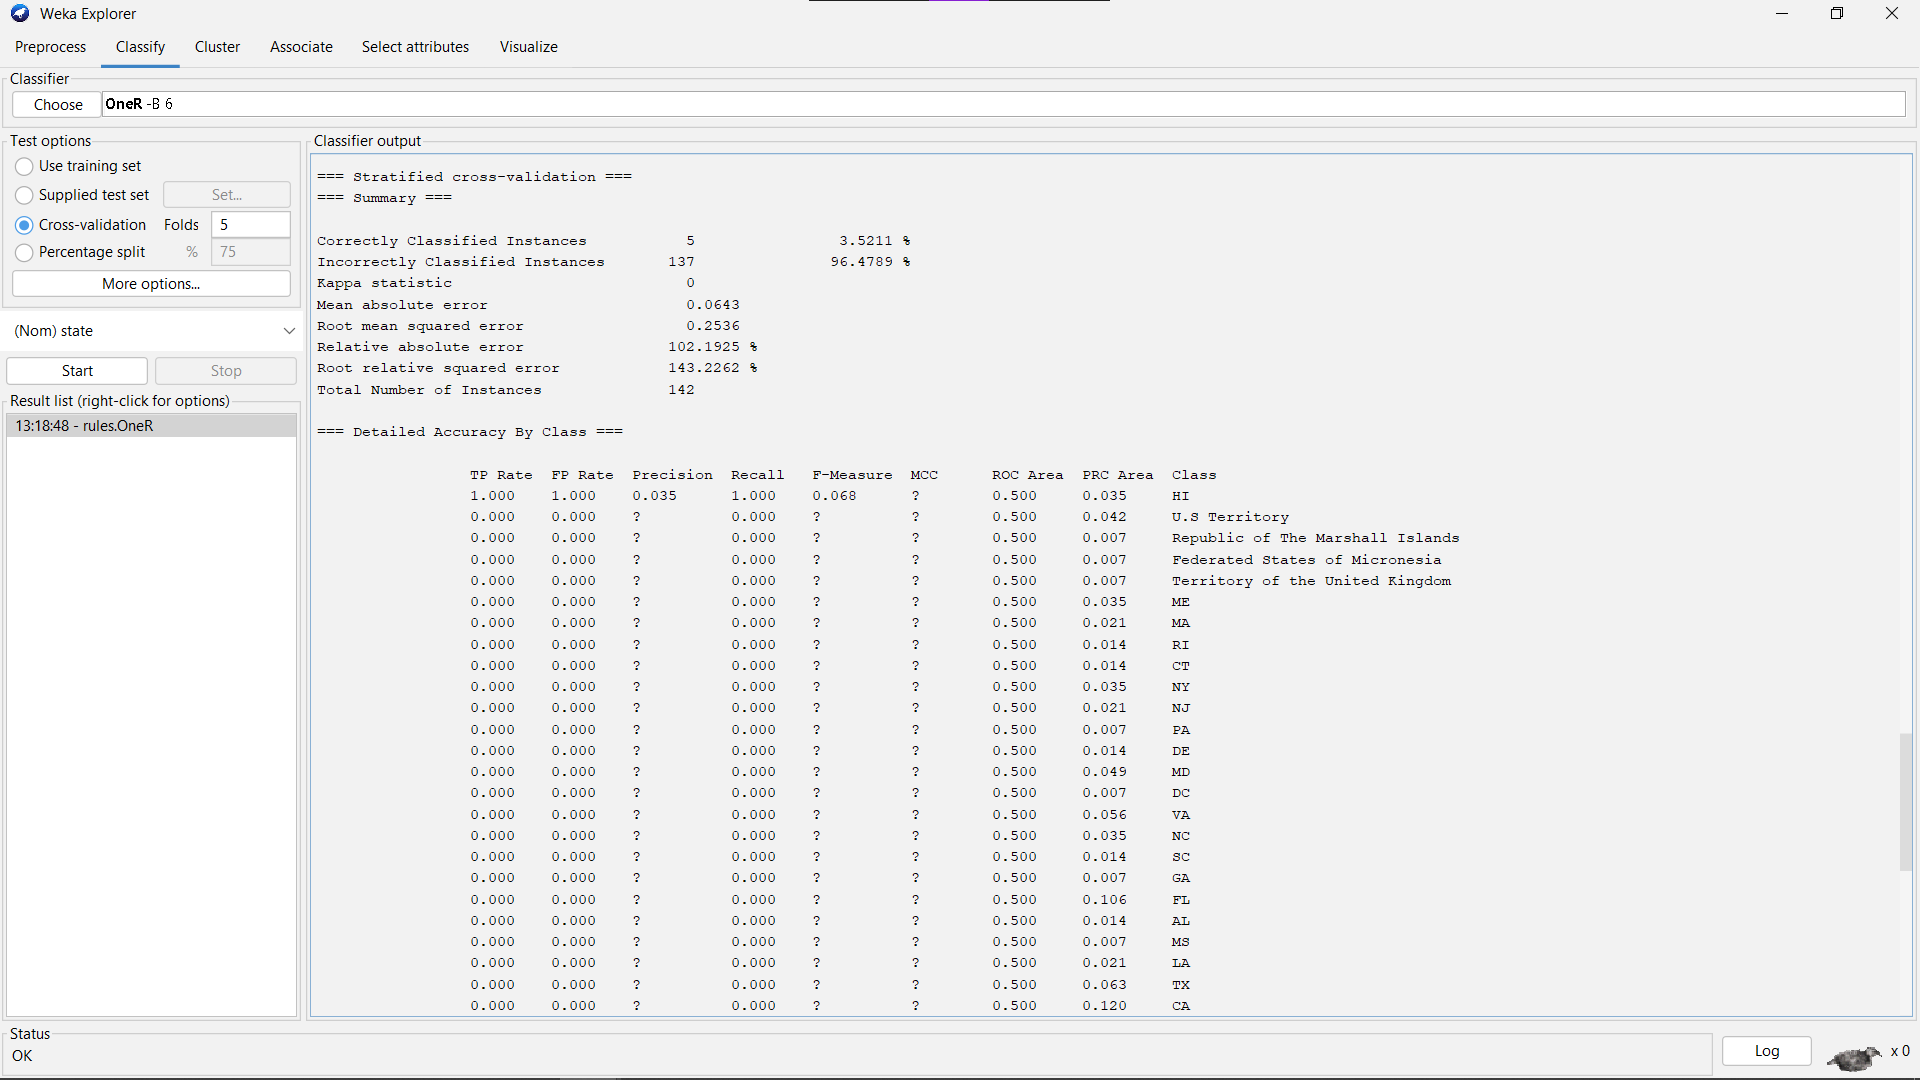 Weka Explorer
Preprocess Classify Cluster Associate Select attributes Visualize
Classifier
Choose OneR -B 6
Test options
Use training set
Supplied test set Set...
Cross-validation Folds 5
Percentage split % 75
More options...
(Nom) state
Start Stop
Result list (right-click for options)
13:18:48 - rules.OneR
Classifier output
=== Stratified cross-validation ===
=== Summary ===
Correctly Classified Instances 5 3.5211 %
Incorrectly Classified Instances 137 96.4789 %
Kappa statistic 0
Mean absolute error 0.0643
Root mean squared error 0.2536
Relative absolute error 102.1925 %
Root relative squared error 143.2262 %
Total Number of Instances 142
=== Detailed Accuracy By Class ===
TP Rate FP Rate Precision Recall F-Measure MCC ROC Area PRC Area Class
1.000 1.000 0.035 1.000 0.068 ? 0.500 0.035 HI
0.000 0.000 ? 0.000 ? ? 0.500 0.042 U.S Territory
0.000 0.000 ? 0.000 ? ? 0.500 0.007 Republic of The Marshall Islands
0.000 0.000 ? 0.000 ? ? 0.500 0.007 Federated States of Micronesia
0.000 0.000 ? 0.000 ? ? 0.500 0.007 Territory of the United Kingdom
0.000 0.000 ? 0.000 ? ? 0.500 0.035 ME
0.000 0.000 ? 0.000 ? ? 0.500 0.021 MA
0.000 0.000 ? 0.000 ? ? 0.500 0.014 RI
0.000 0.000 ? 0.000 ? ? 0.500 0.014 CT
0.000 0.000 ? 0.000 ? ? 0.500 0.035 NY
0.000 0.000 ? 0.000 ? ? 0.500 0.021 NJ
0.000 0.000 ? 0.000 ? ? 0.500 0.007 PA
0.000 0.000 ? 0.000 ? ? 0.500 0.014 DE
0.000 0.000 ? 0.000 ? ? 0.500 0.049 MD
0.000 0.000 ? 0.000 ? ? 0.500 0.007 DC
0.000 0.000 ? 0.000 ? ? 0.500 0.056 VA
0.000 0.000 ? 0.000 ? ? 0.500 0.035 NC
0.000 0.000 ? 0.000 ? ? 0.500 0.014 SC
0.000 0.000 ? 0.000 ? ? 0.500 0.007 GA
0.000 0.000 ? 0.000 ? ? 0.500 0.106 FL
0.000 0.000 ? 0.000 ? ? 0.500 0.014 AL
0.000 0.000 ? 0.000 ? ? 0.500 0.007 MS
0.000 0.000 ? 0.000 ? ? 0.500 0.021 LA
0.000 0.000 ? 0.000 ? ? 0.500 0.063 TX
0.000 0.000 ? 0.000 ? ? 0.500 0.120 CA
Status
OK
Log x 0